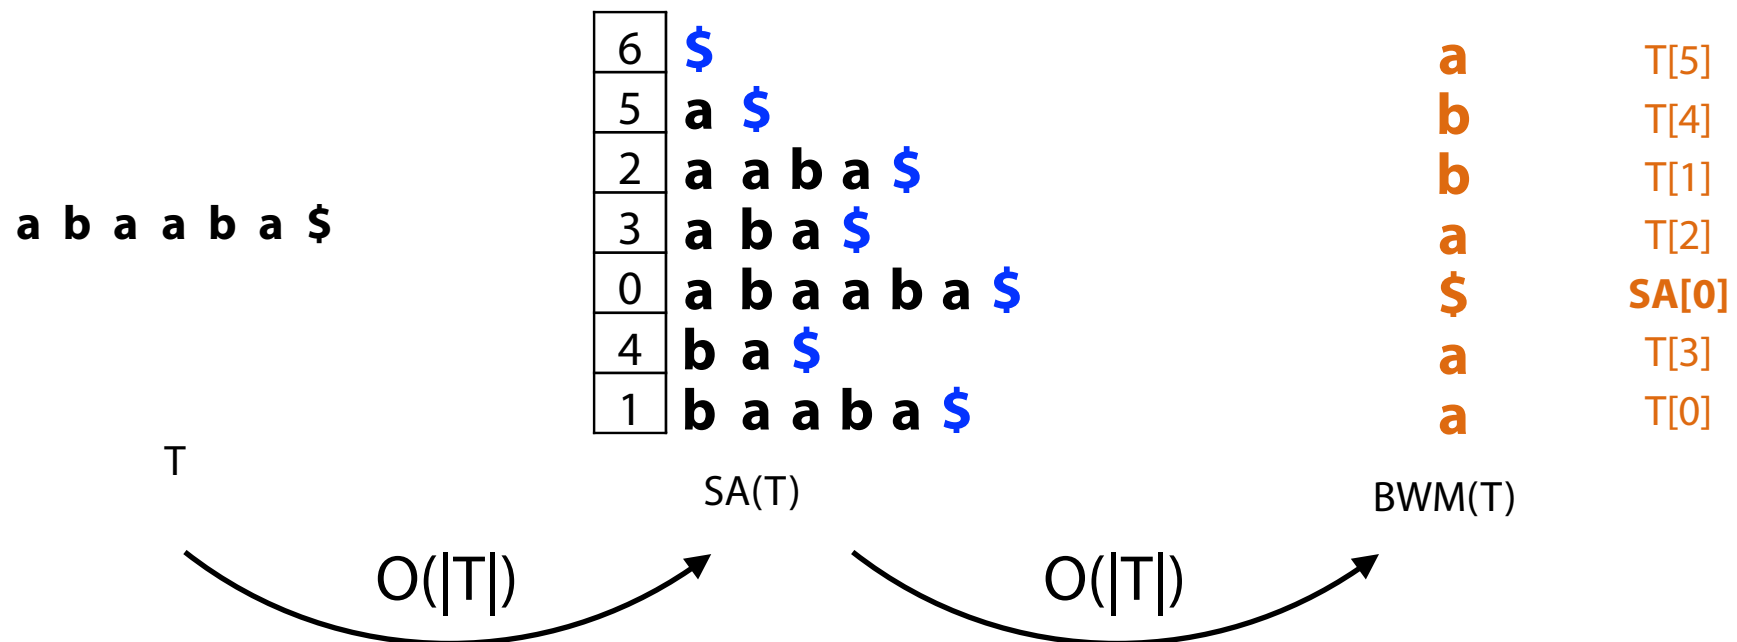 6 $ a T[5]
5 a $ b T[4]
2 a a b a $ b T[1]
a b a a b a $ 3 a b a $ a T[2]
0 a b a a b a $ $ SA[0]
4 b a $ a T[3]
1 b a a b a $ a T[0]
T SA(T) BWM(T)
O(|T|) O(|T|)